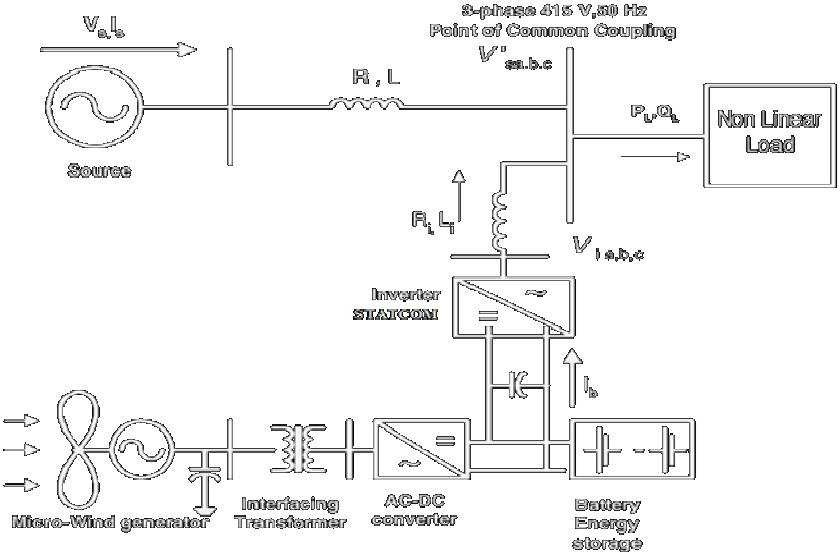 3-phase 415 V,50 Hz
Point of Common Coupling
Vs,Is
V'sa.b.c
R , L
PL,QL
Non Linear
Load
Source
Ri, Li
Vi a,b,c
Inverter
STATCOM
Ib
Micro-Wind generator
Interfacing
Transformer
AC-DC
converter
Battery
Energy
storage